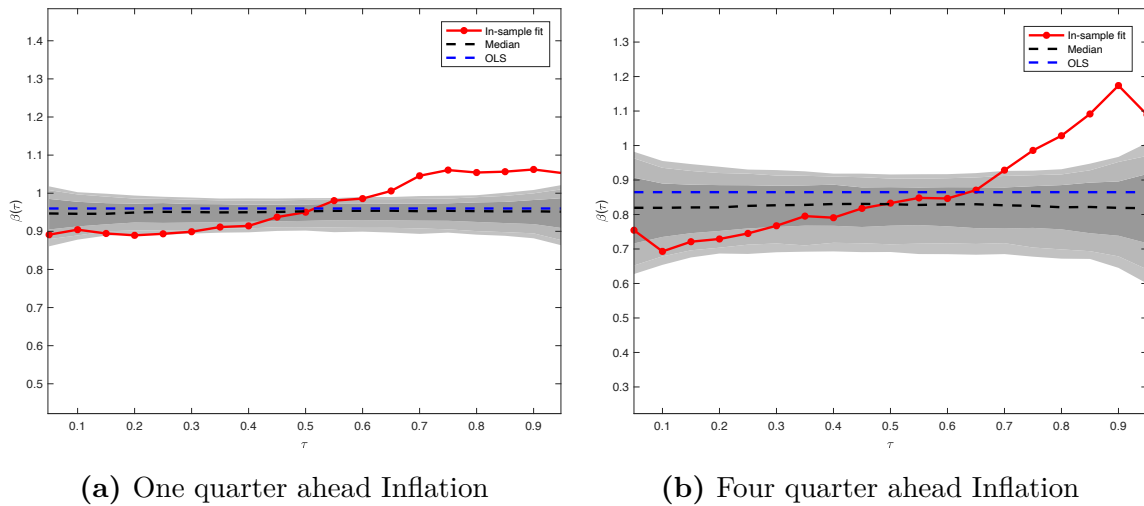 1.4
1.3
1.2
1.1
1
0.9
0.8
0.7
0.6
0.5
β(τ)
0.1 0.2 0.3 0.4 0.5 0.6 0.7 0.8 0.9
τ
In-sample fit
Median
OLS
(a) One quarter ahead Inflation
1.3
1.2
1.1
1
0.9
0.8
0.7
0.6
0.5
0.4
0.3
β(τ)
0.1 0.2 0.3 0.4 0.5 0.6 0.7 0.8 0.9
τ
In-sample fit
Median
OLS
(b) Four quarter ahead Inflation